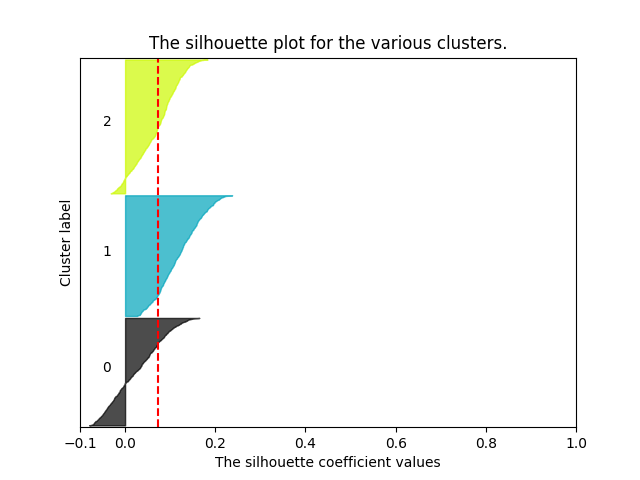 The silhouette plot for the various clusters.
2
1
0
Cluster label
−0.1 0.0 0.2 0.4 0.6 0.8 1.0
The silhouette coefficient values